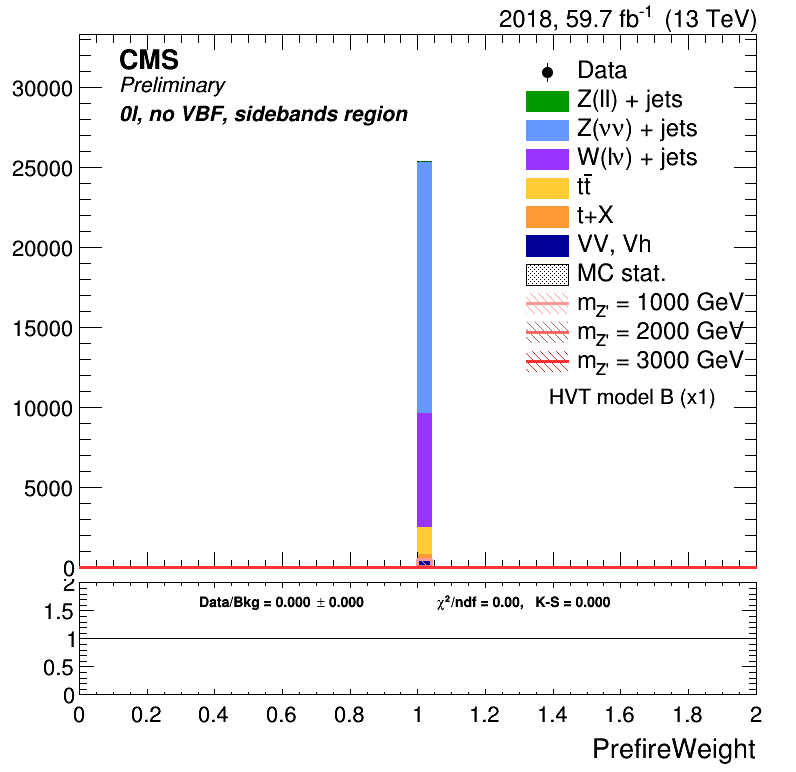 2018, 59.7 fb⁻¹ (13 TeV)
CMS
Preliminary
0l, no VBF, sidebands region
Data
Z(ll) + jets
Z(νν) + jets
W(lν) + jets
tt̄
t+X
VV, Vh
MC stat.
m_Z' = 1000 GeV
m_Z' = 2000 GeV
m_Z' = 3000 GeV
HVT model B (x1)
30000
25000
20000
15000
10000
5000
0
Data/Bkg = 0.000 ± 0.000 χ²/ndf = 0.00, K-S = 0.000
2
1.5
1
0.5
0
0 0.2 0.4 0.6 0.8 1 1.2 1.4 1.6 1.8 2
PrefireWeight